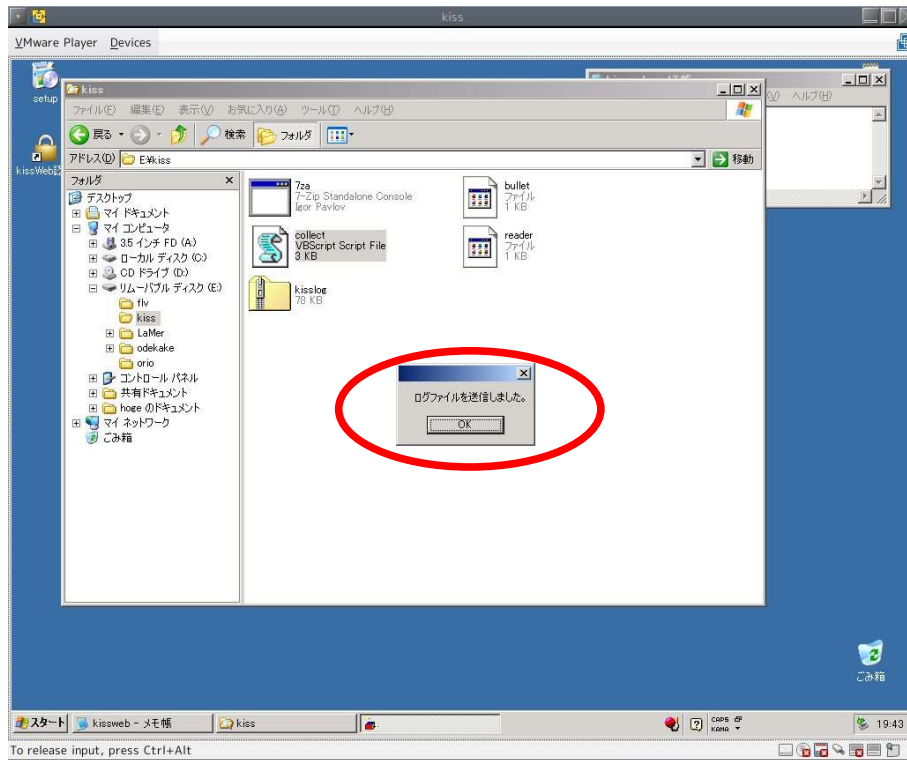 kiss
VMware Player Devices
setup
kiss
ファイル(F) 編集(E) 表示(V) お気に入り(A) ツール(T) ヘルプ(H)
ヘルプ(H)
戻る 検索 フォルダ
アドレス(D) E:¥kiss 移動
フォルダ
デスクトップ
マイ ドキュメント
マイ コンピュータ
3.5 インチ FD (A:)
ローカル ディスク (C:)
CD ドライブ (D:)
リムーバブル ディスク (E:)
flv
kiss
LaMer
odekake
orio
コントロール パネル
共有ドキュメント
hoge のドキュメント
マイ ネットワーク
ごみ箱
7za
7-Zip Standalone Console
Igor Pavlov
bullet
ファイル
1 KB
collect
VBScript Script File
3 KB
reader
ファイル
1 KB
kisslog
78 KB
ログファイルを送信しました。
OK
ごみ箱
スタート kissweb - メモ帳 kiss CAPS KANA 19:43
To release input, press Ctrl+Alt